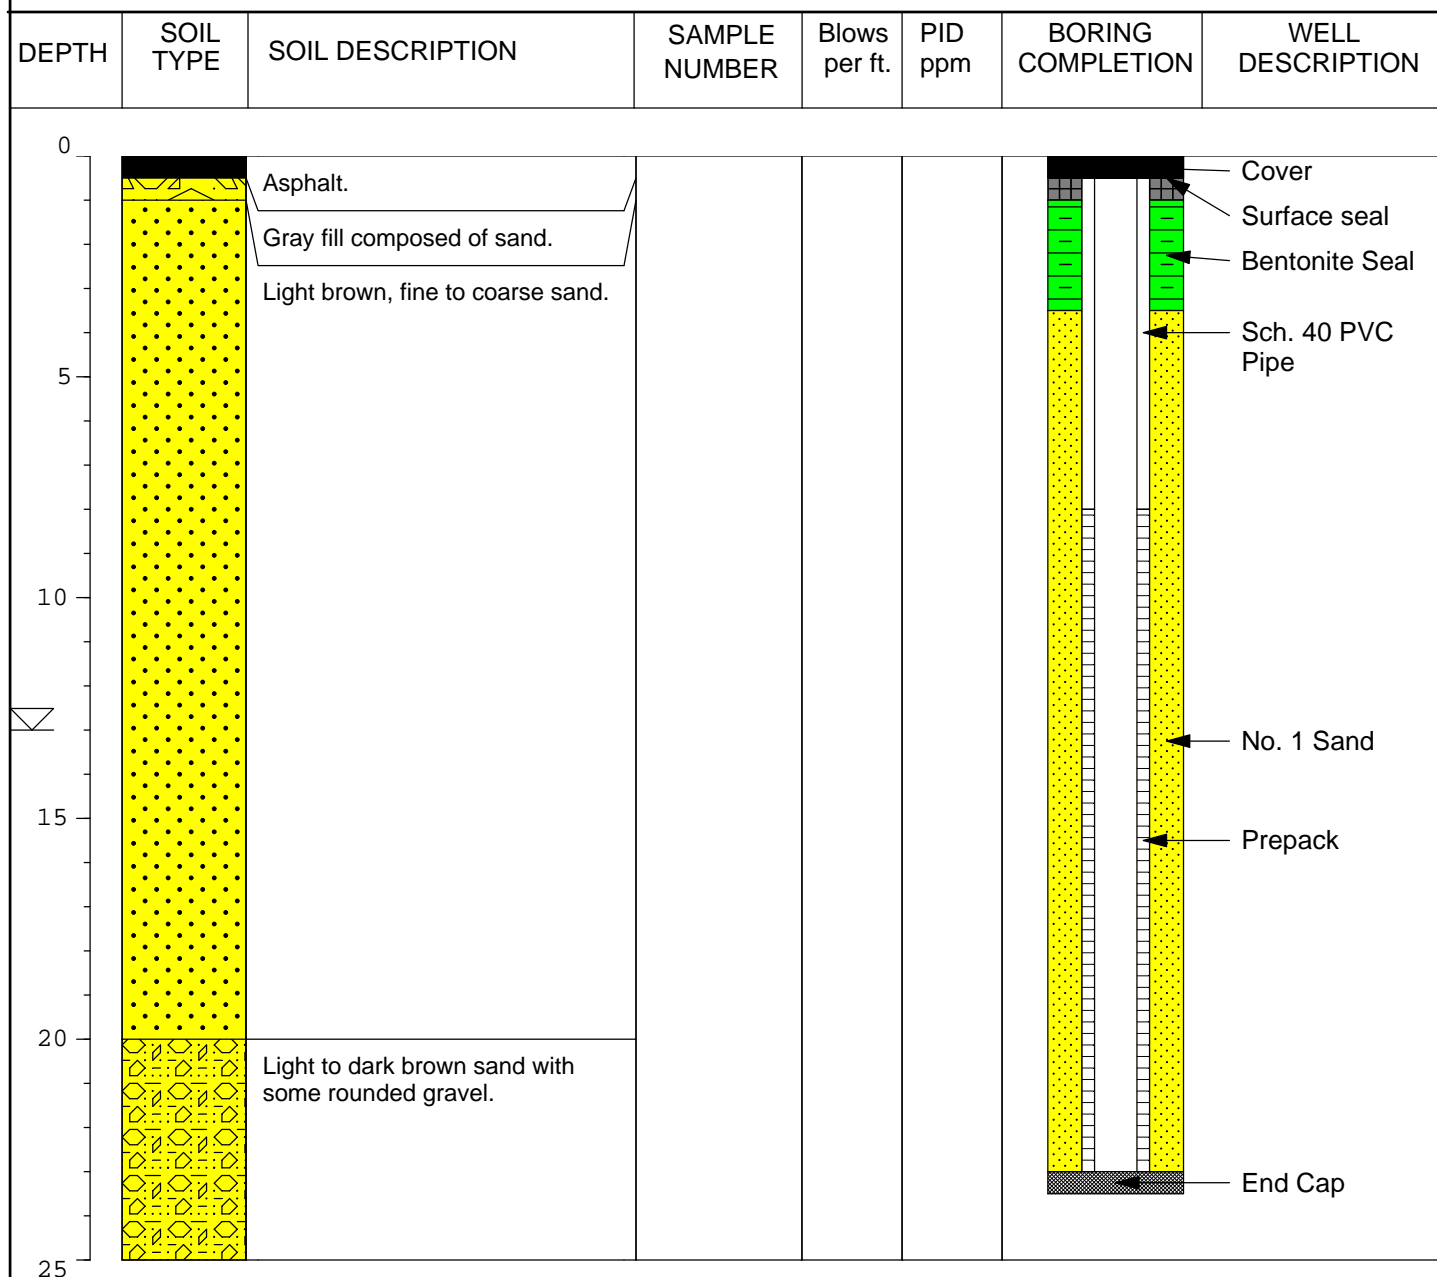 DEPTH
SOIL
TYPE
SOIL DESCRIPTION
SAMPLE
NUMBER
Blows
per ft.
PID
ppm
BORING
COMPLETION
WELL
DESCRIPTION
0
Asphalt.
Cover
Surface seal
Gray fill composed of sand.
Bentonite Seal
Light brown, fine to coarse sand.
Sch. 40 PVC
Pipe
5
10
No. 1 Sand
15
Prepack
20
Light to dark brown sand with
some rounded gravel.
End Cap
25